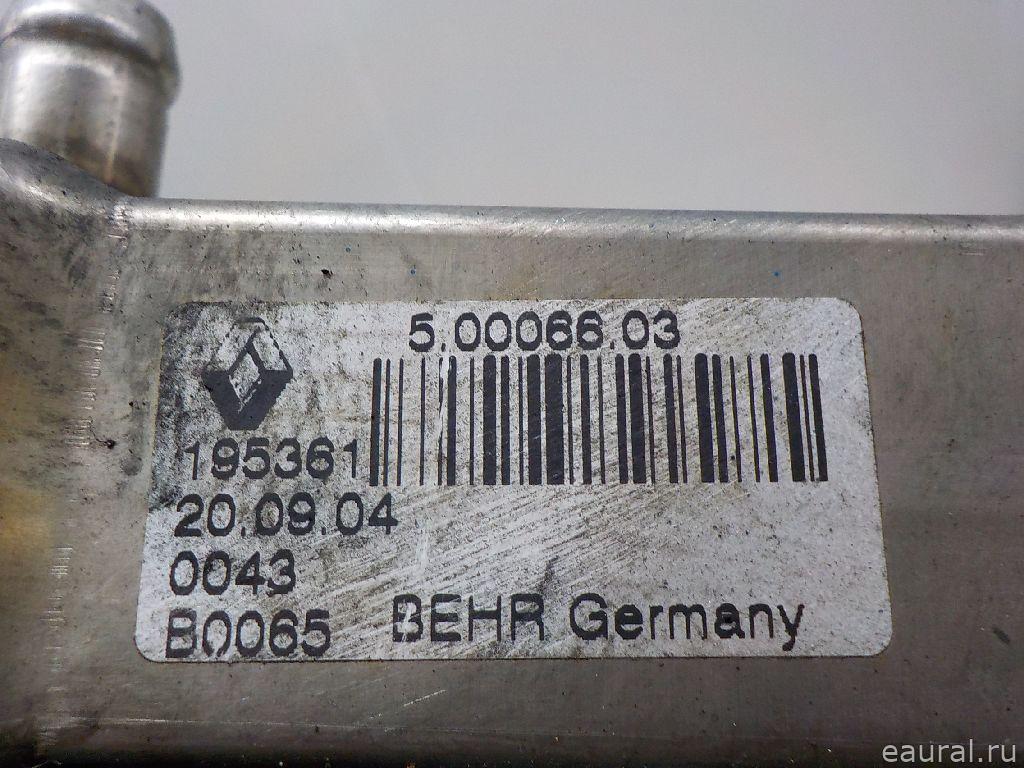 5.00066.03
195361
20.09.04
0043
B0065 BEHR Germany
eaural.ru